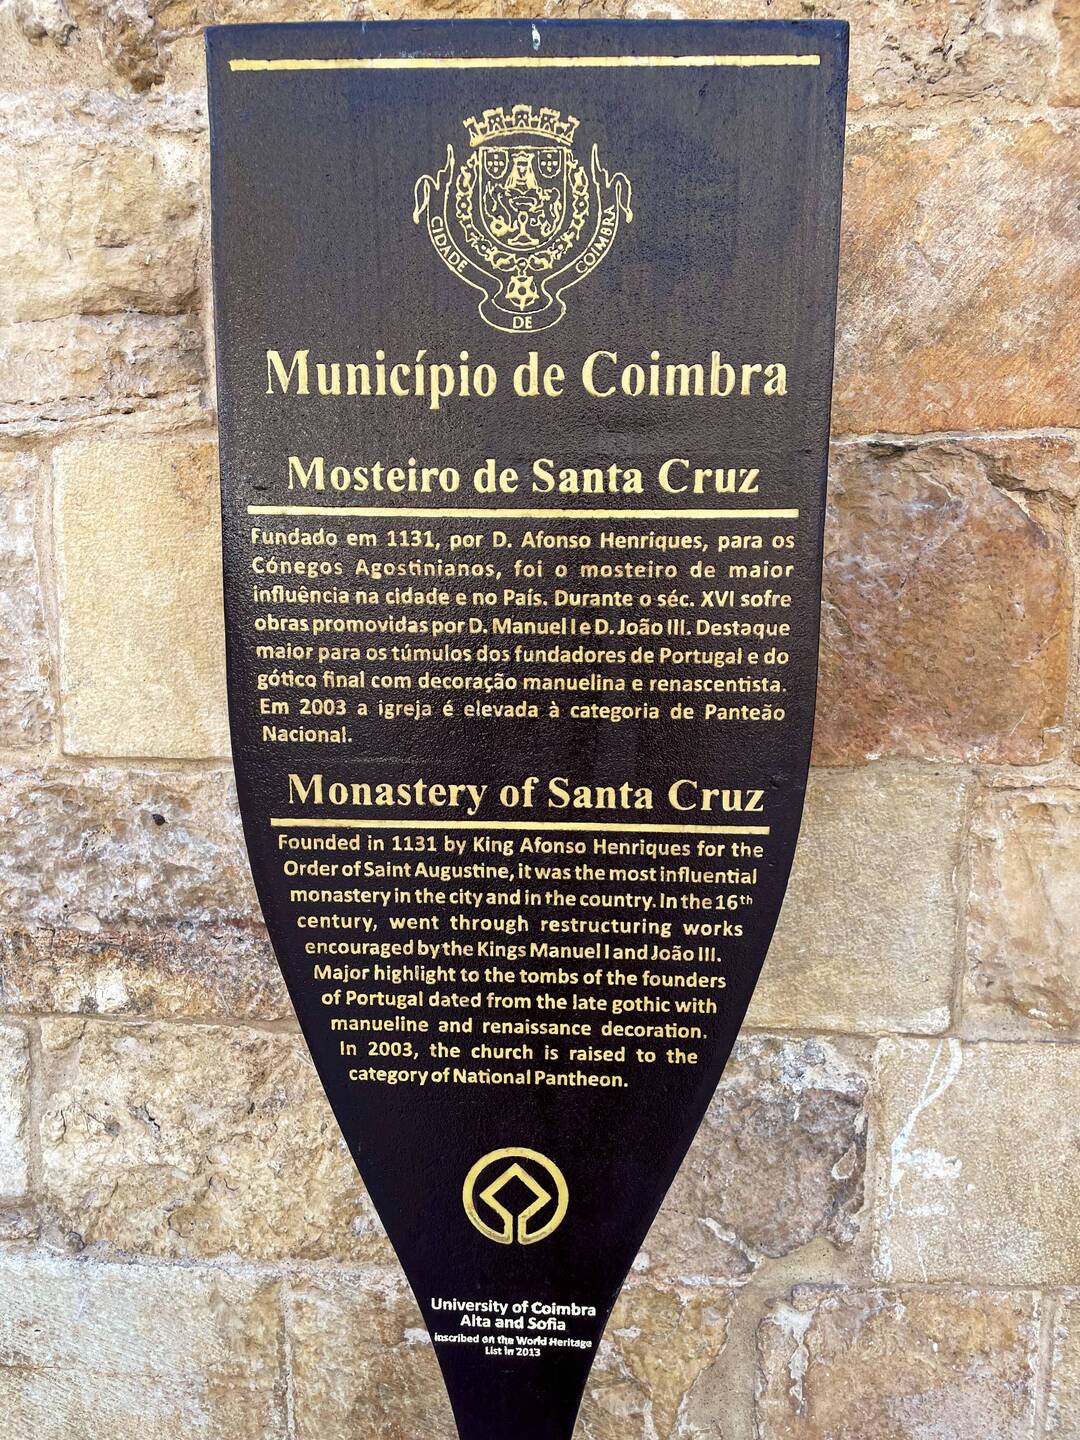 CIDADE DE COIMBRA
Município de Coimbra
Mosteiro de Santa Cruz
Fundado em 1131, por D. Afonso Henriques, para os
Cónegos Agostinianos, foi o mosteiro de maior
influência na cidade e no País. Durante o séc. XVI sofre
obras promovidas por D. Manuel I e D. João III. Destaque
maior para os túmulos dos fundadores de Portugal e do
gótico final com decoração manuelina e renascentista.
Em 2003 a igreja é elevada à categoria de Panteão
Nacional.
Monastery of Santa Cruz
Founded in 1131 by King Afonso Henriques for the
Order of Saint Augustine, it was the most influential
monastery in the city and in the country. In the 16th
century, went through restructuring works
encouraged by the Kings Manuel I and João III.
Major highlight to the tombs of the founders
of Portugal dated from the late gothic with
manueline and renaissance decoration.
In 2003, the church is raised to the
category of National Pantheon.
University of Coimbra
Alta and Sofia
inscribed on the World Heritage
List in 2013